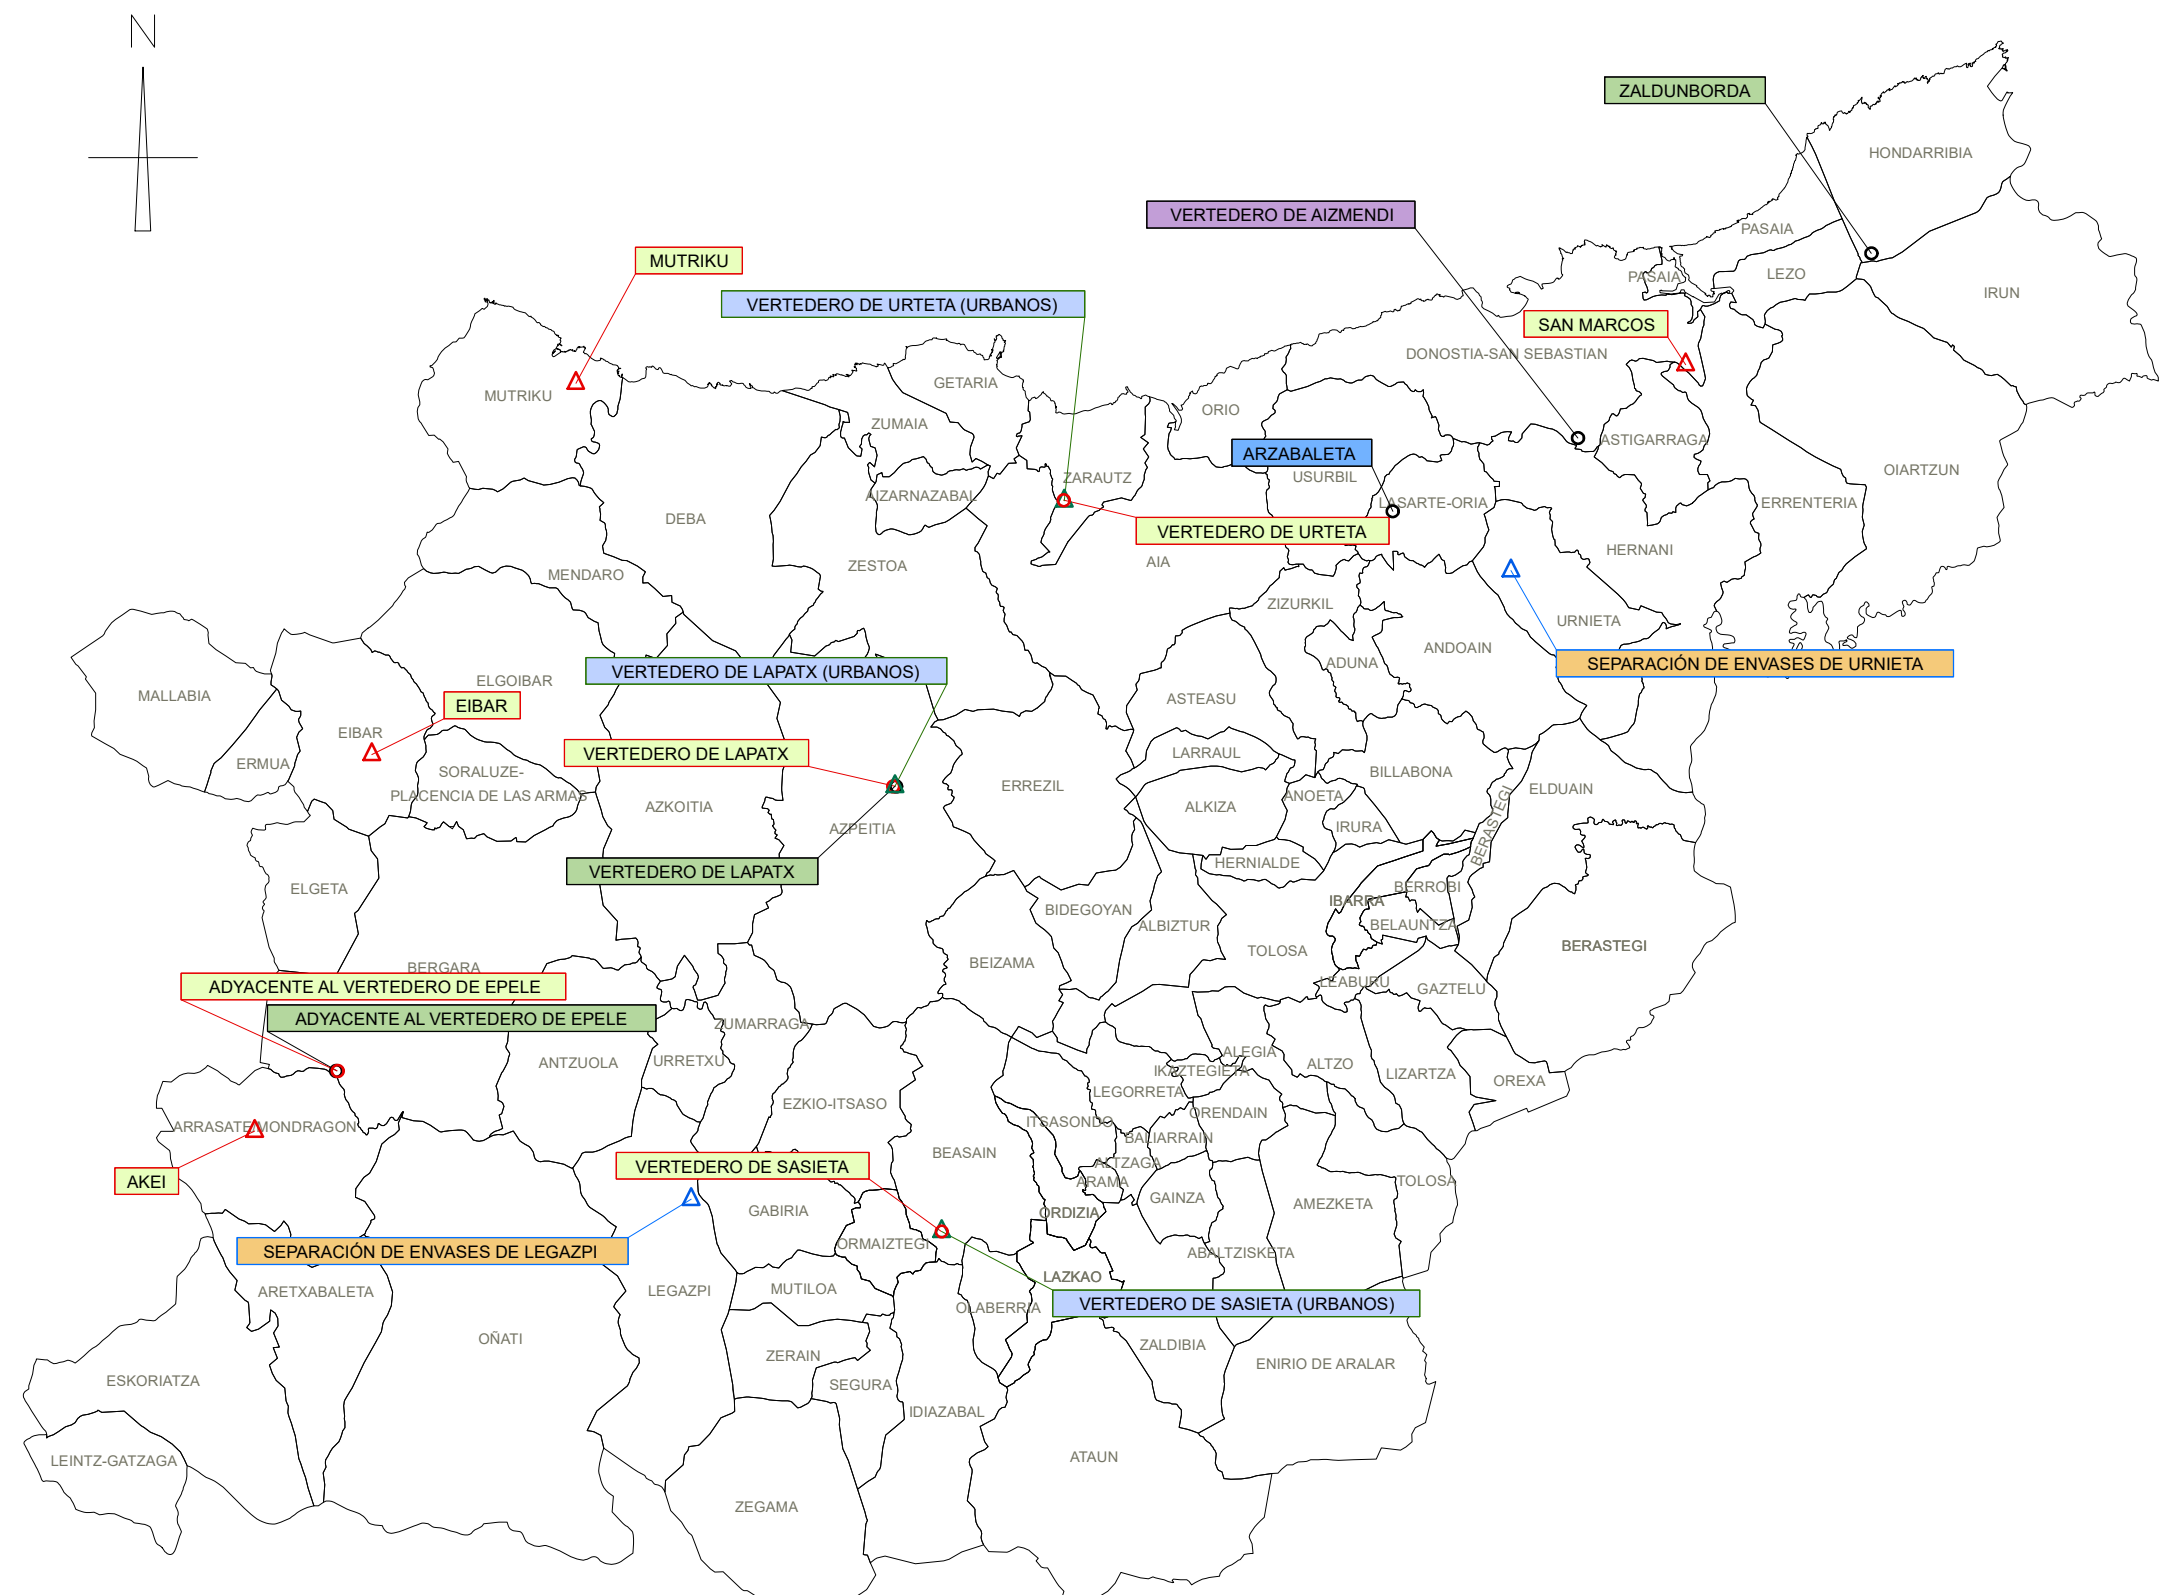 N
ZALDUNBORDA
HONDARRIBIA
VERTEDERO DE AIZMENDI
PASAIA
MUTRIKU
LEZO
PASAIA
IRUN
VERTEDERO DE URTETA (URBANOS)
SAN MARCOS
DONOSTIA-SAN SEBASTIAN
GETARIA
MUTRIKU
ORIO
ZUMAIA
ASTIGARRAGA
ARZABALETA
OIARTZUN
ZARAUTZ
USURBIL
AIZARNAZABAL
LASARTE-ORIA
ERRENTERIA
DEBA
VERTEDERO DE URTETA
HERNANI
AIA
ZESTOA
MENDARO
ZIZURKIL
URNIETA
ANDOAIN
ADUNA
SEPARACIÓN DE ENVASES DE URNIETA
VERTEDERO DE LAPATX (URBANOS)
ELGOIBAR
MALLABIA
ASTEASU
EIBAR
EIBAR
VERTEDERO DE LAPATX
LARRAUL
ERMUA
SORALUZE-
PLACENCIA DE LAS ARMAS
BILLABONA
ERREZIL
ELDUAIN
ANOETA
AZKOITIA
ALKIZA
BERASTEGI
IRURA
AZPEITIA
HERNIALDE
VERTEDERO DE LAPATX
ELGETA
BERROBI
IBARRA
BIDEGOYAN
ALBIZTUR
BELAUNTZA
BERASTEGI
TOLOSA
BEIZAMA
BERGARA
LEABURU
GAZTELU
ADYACENTE AL VERTEDERO DE EPELE
ADYACENTE AL VERTEDERO DE EPELE
ZUMARRAGA
ALEGIA
URRETXU
ANTZUOLA
ALTZO
IKAZTEGIETA
LIZARTZA
OREXA
LEGORRETA
EZKIO-ITSASO
ORENDAIN
ITSASONDO
ARRASATE/MONDRAGON
BALIARRAIN
BEASAIN
ALTZAGA
VERTEDERO DE SASIETA
AKEI
ARAMA
TOLOSA
GAINZA
AMEZKETA
GABIRIA
ORDIZIA
ORMAIZTEGI
SEPARACIÓN DE ENVASES DE LEGAZPI
ABALTZISKETA
LAZKAO
MUTILOA
LEGAZPI
ARETXABALETA
VERTEDERO DE SASIETA (URBANOS)
OLABERRIA
OÑATI
ZALDIBIA
ZERAIN
ENIRIO DE ARALAR
ESKORIATZA
SEGURA
IDIAZABAL
ATAUN
LEINTZ-GATZAGA
ZEGAMA